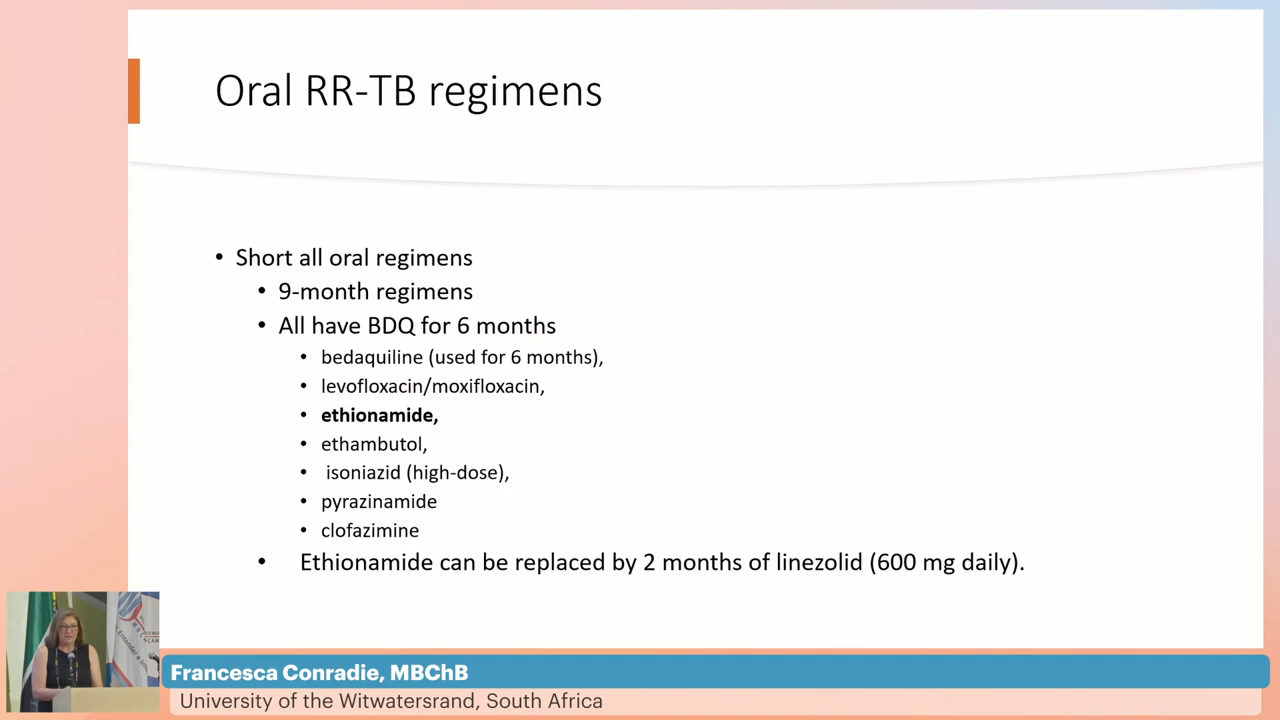 Oral RR-TB regimens
• Short all oral regimens
• 9-month regimens
• All have BDQ for 6 months
• bedaquiline (used for 6 months),
• levofloxacin/moxifloxacin,
• ethionamide,
• ethambutol,
• isoniazid (high-dose),
• pyrazinamide
• clofazimine
• Ethionamide can be replaced by 2 months of linezolid (600 mg daily).
Francesca Conradie, MBChB
University of the Witwatersrand, South Africa